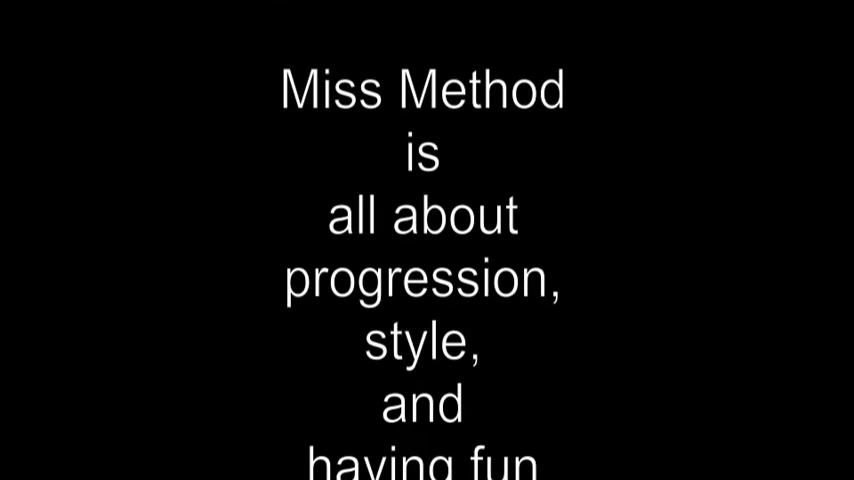 Miss Method
is
all about
progression,
style,
and
having fun